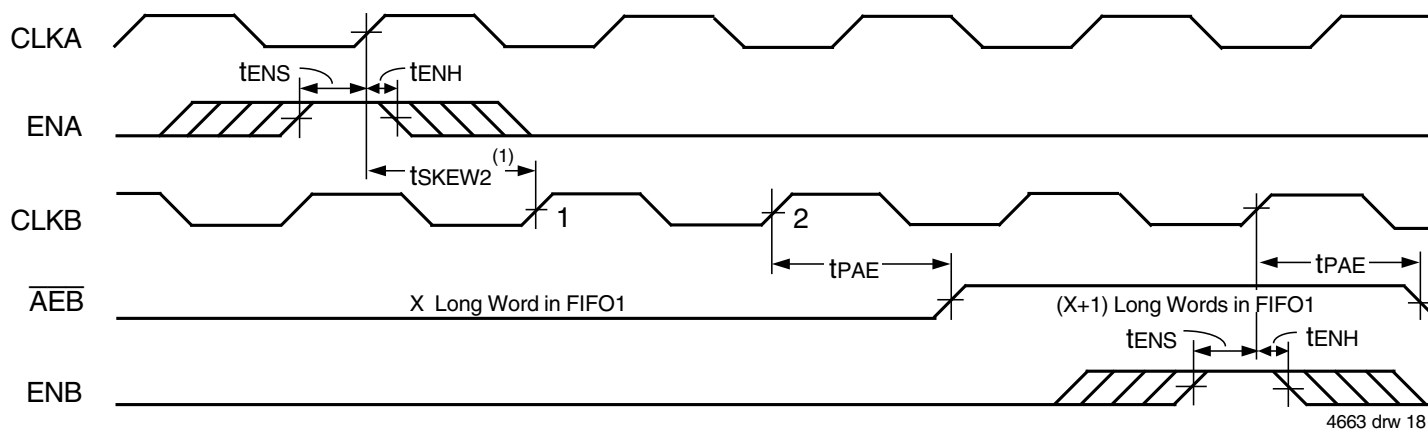 CLKA
tENS tENH
ENA
tSKEW2 (1)
CLKB 1 2
tPAE tPAE
AEB X Long Word in FIFO1 (X+1) Long Words in FIFO1
tENS tENH
ENB
4663 drw 18